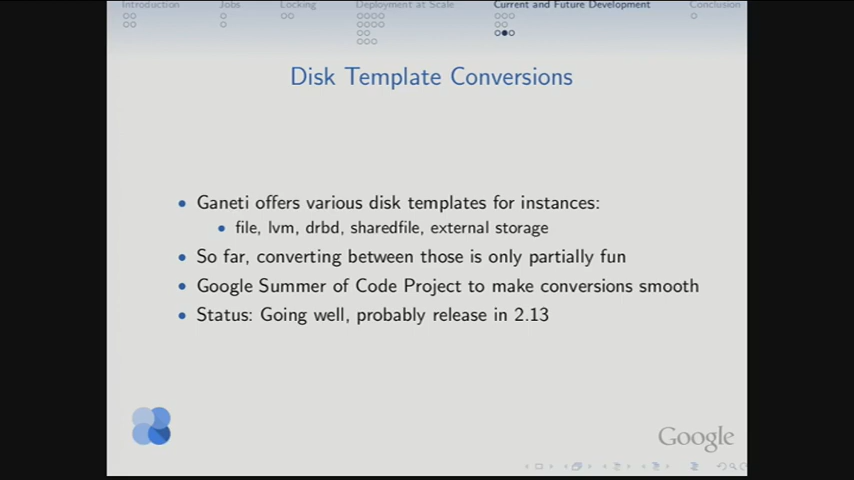 Introduction Jobs Locking Deployment at Scale Current and Future Development Conclusion
Disk Template Conversions
• Ganeti offers various disk templates for instances:
• file, lvm, drbd, sharedfile, external storage
• So far, converting between those is only partially fun
• Google Summer of Code Project to make conversions smooth
• Status: Going well, probably release in 2.13
Google